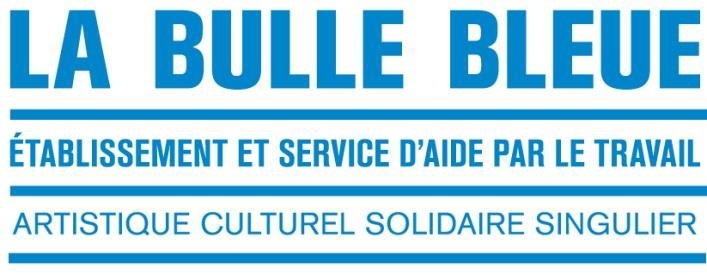 LA BULLE BLEUE
ÉTABLISSEMENT ET SERVICE D'AIDE PAR LE TRAVAIL
ARTISTIQUE CULTUREL SOLIDAIRE SINGULIER